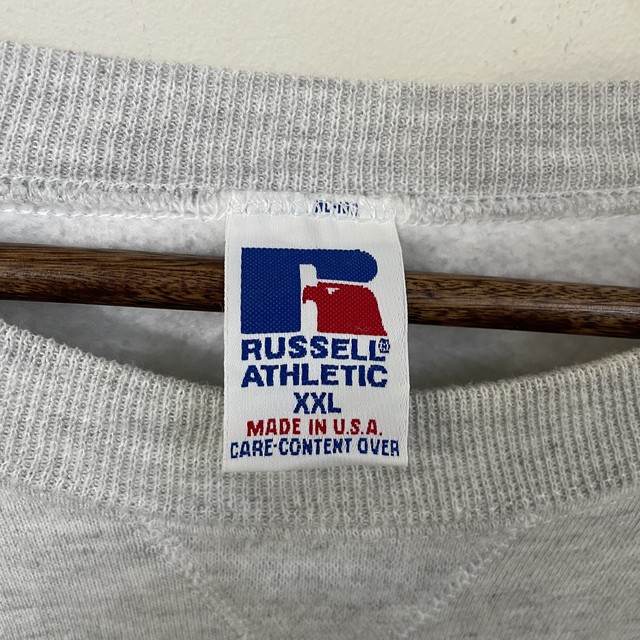 RUSSELL®
ATHLETIC
XXL
MADE IN U.S.A.
CARE-CONTENT OVER